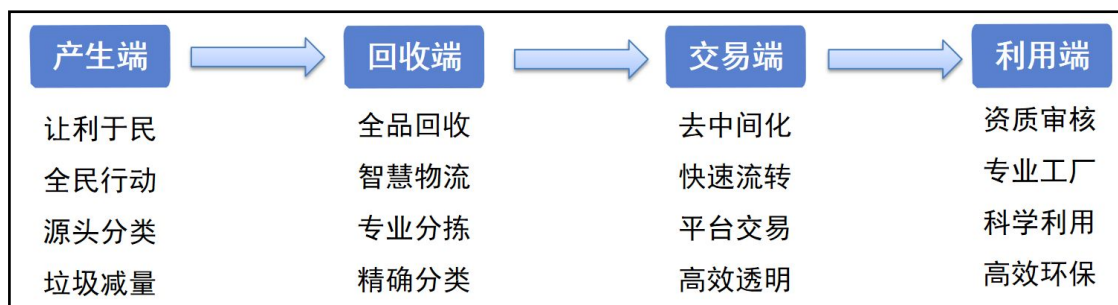 产生端
回收端
交易端
利用端
让利于民
全民行动
源头分类
垃圾减量
全品回收
智慧物流
专业分拣
精确分类
去中间化
快速流转
平台交易
高效透明
资质审核
专业工厂
科学利用
高效环保